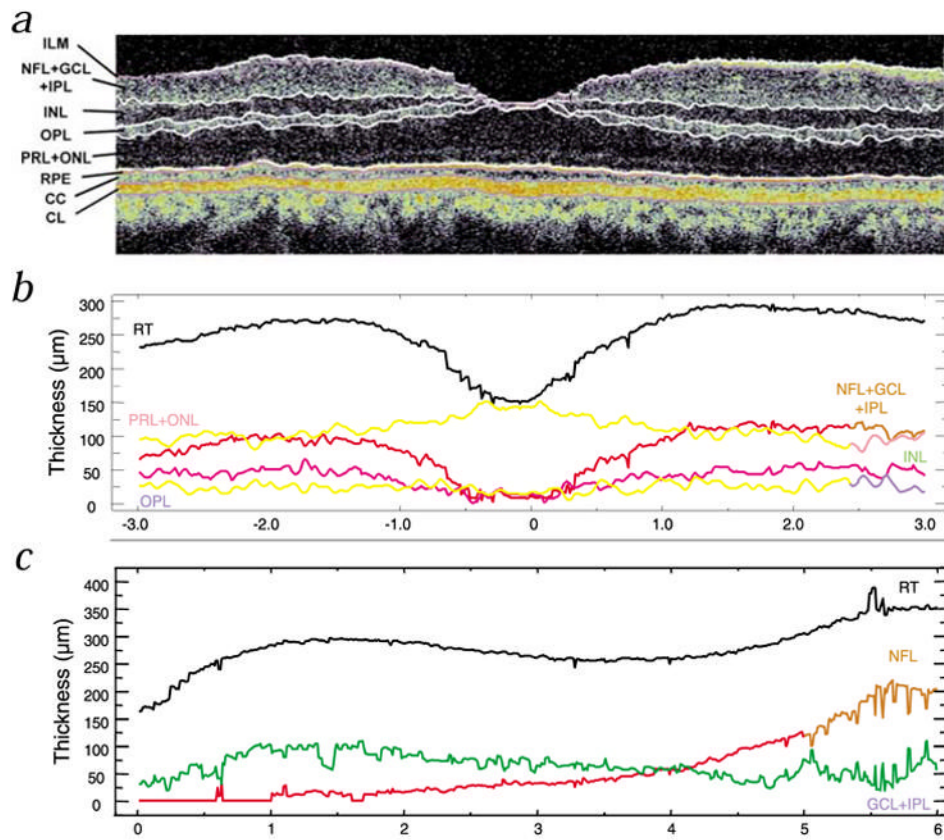 a
ILM
NFL+GCL
+IPL
INL
OPL
PRL+ONL
RPE
CC
CL
b
Thickness (µm)
300
250
200
150
100
50
0
RT
PRL+ONL
OPL
NFL+GCL
+IPL
INL
-3.0 -2.0 -1.0 0 1.0 2.0 3.0
c
Thickness (µm)
400
350
300
250
200
150
100
50
0
RT
NFL
GCL+IPL
0 1 2 3 4 5 6